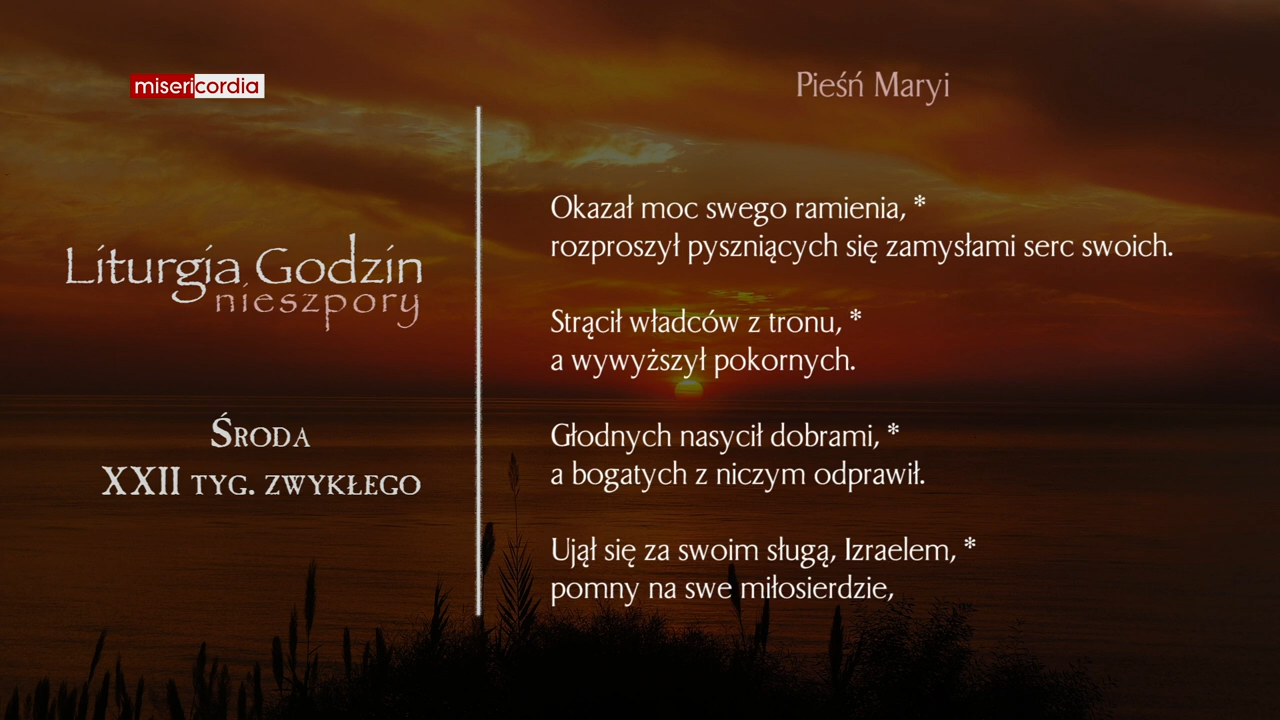 misericordia
Liturgia Godzin
nieszpory
Środa
XXII tyg. zwykłego
Pieśń Maryi
Okazał moc swego ramienia, *
rozproszył pyszniących się zamysłami serc swoich.
Strącił władców z tronu, *
a wywyższył pokornych.
Głodnych nasycił dobrami, *
a bogatych z niczym odprawił.
Ujął się za swoim sługą, Izraelem, *
pomny na swe miłosierdzie,